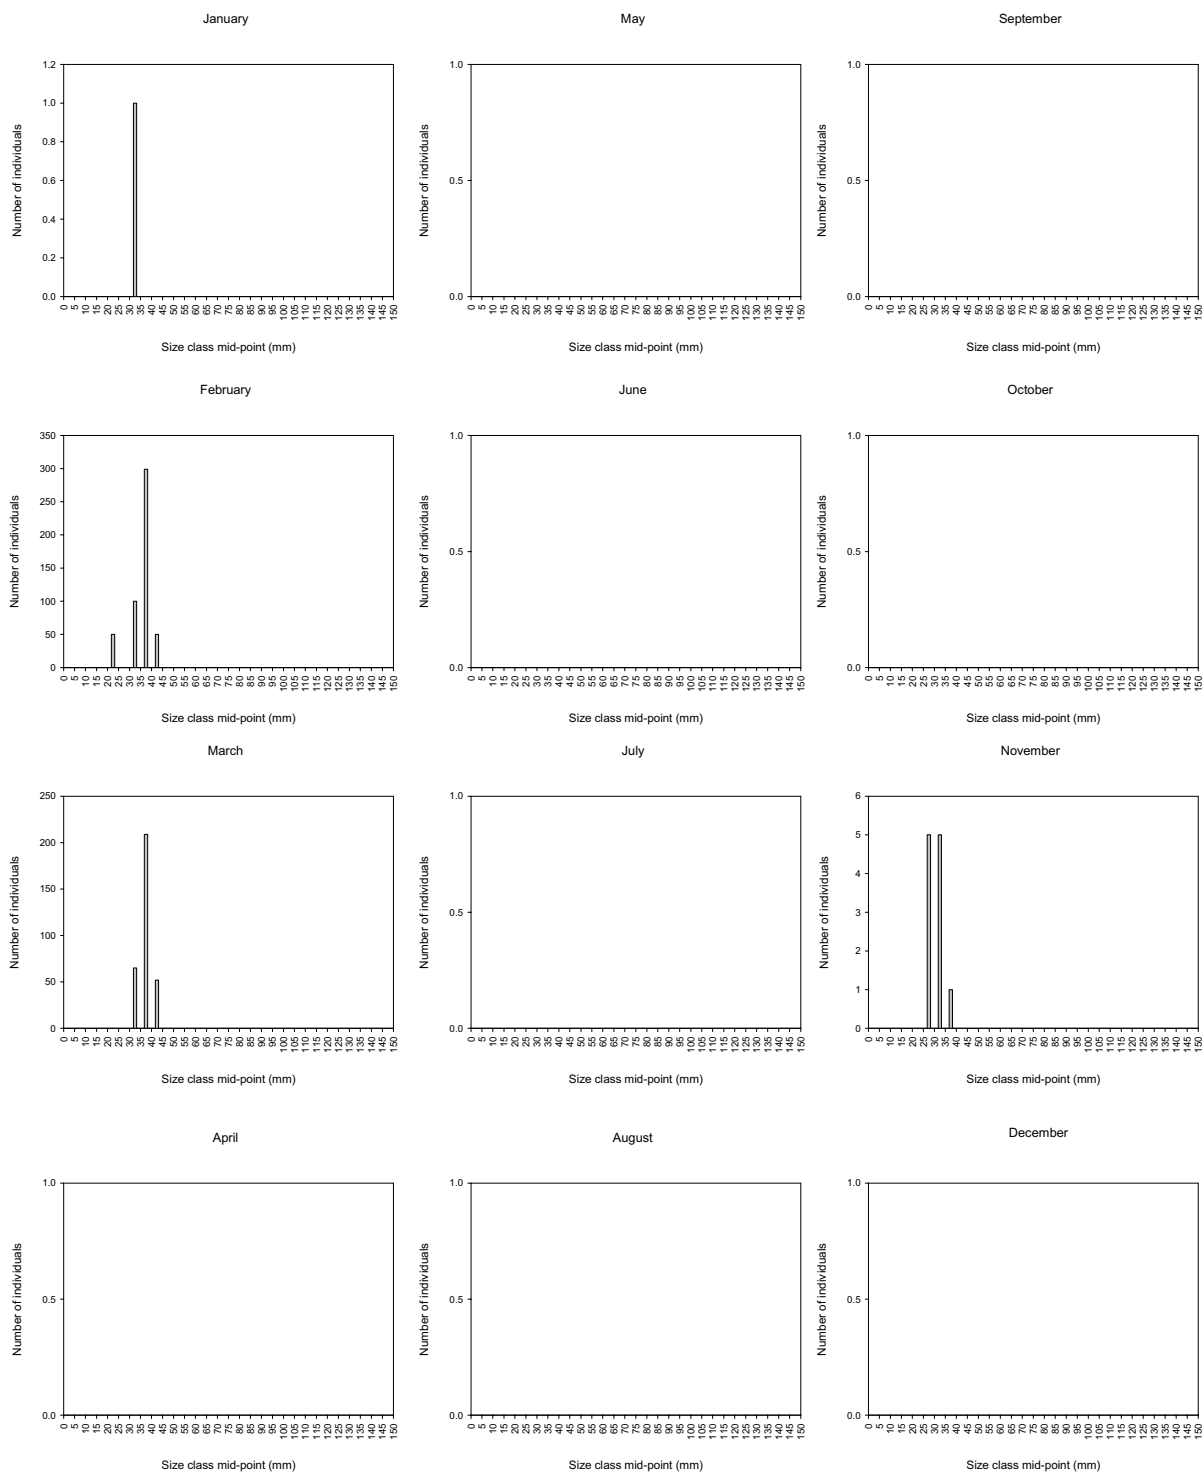 January
Number of individuals
1.2
1.0
0.8
0.6
0.4
0.2
0.0
0 5 10 15 20 25 30 35 40 45 50 55 60 65 70 75 80 85 90 95 100 105 110 115 120 125 130 135 140 145 150
Size class mid-point (mm)
May
Number of individuals
1.0
0.5
0.0
0 5 10 15 20 25 30 35 40 45 50 55 60 65 70 75 80 85 90 95 100 105 110 115 120 125 130 135 140 145 150
Size class mid-point (mm)
September
Number of individuals
1.0
0.5
0.0
0 5 10 15 20 25 30 35 40 45 50 55 60 65 70 75 80 85 90 95 100 105 110 115 120 125 130 135 140 145 150
Size class mid-point (mm)
February
Number of individuals
350
300
250
200
150
100
50
0
0 5 10 15 20 25 30 35 40 45 50 55 60 65 70 75 80 85 90 95 100 105 110 115 120 125 130 135 140 145 150
Size class mid-point (mm)
June
Number of individuals
1.0
0.5
0.0
0 5 10 15 20 25 30 35 40 45 50 55 60 65 70 75 80 85 90 95 100 105 110 115 120 125 130 135 140 145 150
Size class mid-point (mm)
October
Number of individuals
1.0
0.5
0.0
0 5 10 15 20 25 30 35 40 45 50 55 60 65 70 75 80 85 90 95 100 105 110 115 120 125 130 135 140 145 150
Size class mid-point (mm)
March
Number of individuals
250
200
150
100
50
0
0 5 10 15 20 25 30 35 40 45 50 55 60 65 70 75 80 85 90 95 100 105 110 115 120 125 130 135 140 145 150
Size class mid-point (mm)
July
Number of individuals
1.0
0.5
0.0
0 5 10 15 20 25 30 35 40 45 50 55 60 65 70 75 80 85 90 95 100 105 110 115 120 125 130 135 140 145 150
Size class mid-point (mm)
November
Number of individuals
6
5
4
3
2
1
0
0 5 10 15 20 25 30 35 40 45 50 55 60 65 70 75 80 85 90 95 100 105 110 115 120 125 130 135 140 145 150
Size class mid-point (mm)
April
Number of individuals
1.0
0.5
0.0
0 5 10 15 20 25 30 35 40 45 50 55 60 65 70 75 80 85 90 95 100 105 110 115 120 125 130 135 140 145 150
Size class mid-point (mm)
August
Number of individuals
1.0
0.5
0.0
0 5 10 15 20 25 30 35 40 45 50 55 60 65 70 75 80 85 90 95 100 105 110 115 120 125 130 135 140 145 150
Size class mid-point (mm)
December
Number of individuals
1.0
0.5
0.0
0 5 10 15 20 25 30 35 40 45 50 55 60 65 70 75 80 85 90 95 100 105 110 115 120 125 130 135 140 145 150
Size class mid-point (mm)